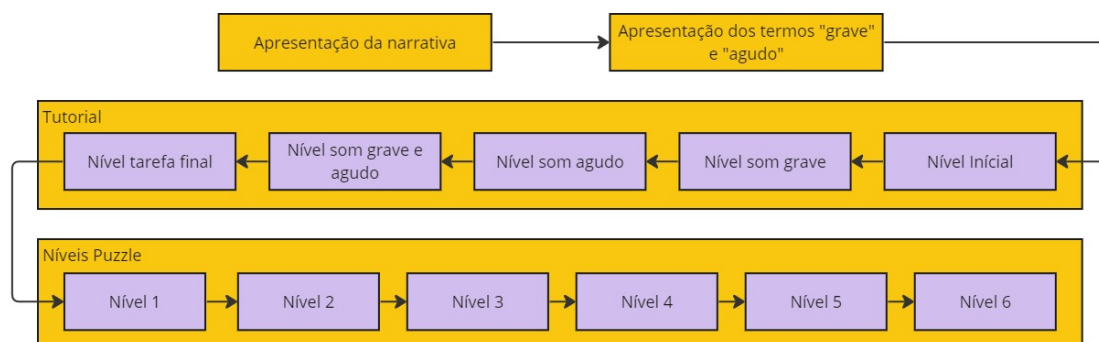 Apresentação da narrativa
Apresentação dos termos "grave"
e "agudo"
Tutorial
Nível tarefa final
Nível som grave e
agudo
Nível som agudo
Nível som grave
Nível Inícial
Níveis Puzzle
Nível 1
Nível 2
Nível 3
Nível 4
Nível 5
Nível 6